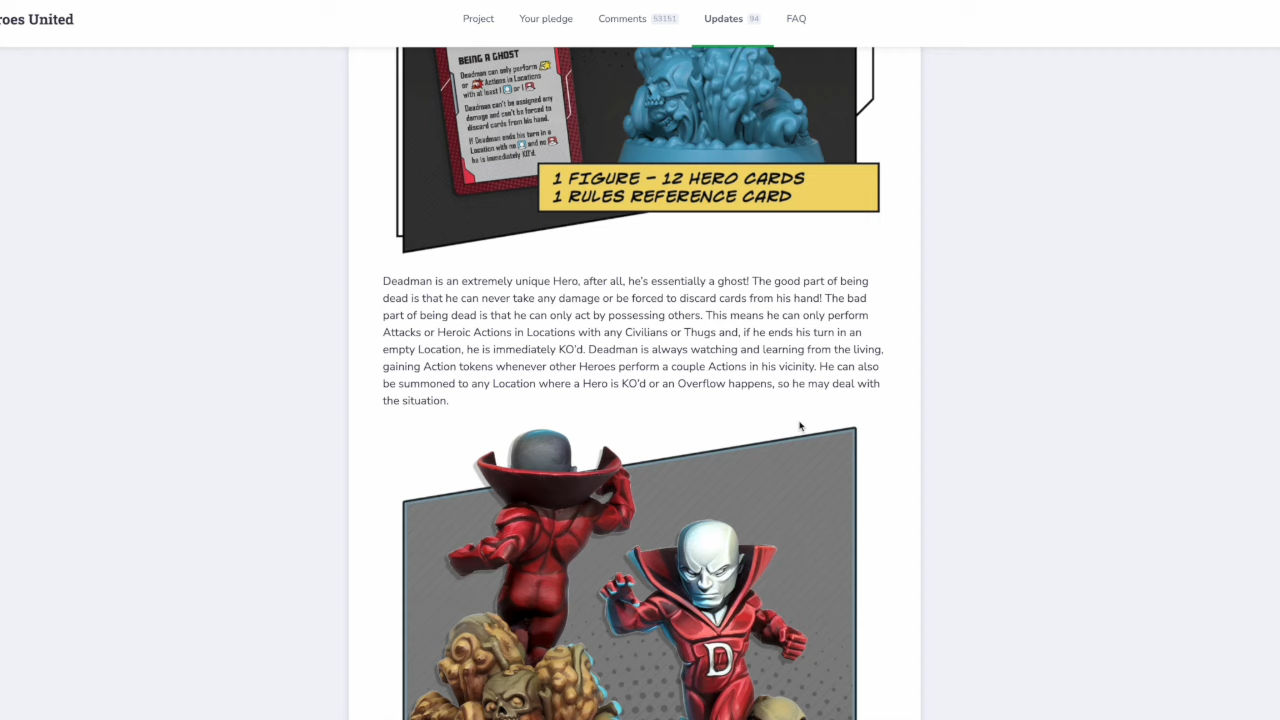 roes United
Project
Your pledge
Comments 53151
Updates 94
FAQ
BEING A GHOST
Deadman can only perform
or Actions in Locations
with at least 1 or 1
Deadman can't be assigned any
damage and can't be forced to
discard cards from his hand.
If Deadman ends his turn in a
Location with no and no
he is immediately KO'd.
1 FIGURE – 12 HERO CARDS
1 RULES REFERENCE CARD
Deadman is an extremely unique Hero, after all, he's essentially a ghost! The good part of being
dead is that he can never take any damage or be forced to discard cards from his hand! The bad
part of being dead is that he can only act by possessing others. This means he can only perform
Attacks or Heroic Actions in Locations with any Civilians or Thugs and, if he ends his turn in an
empty Location, he is immediately KO'd. Deadman is always watching and learning from the living,
gaining Action tokens whenever other Heroes perform a couple Actions in his vicinity. He can also
be summoned to any Location where a Hero is KO'd or an Overflow happens, so he may deal with
the situation.
D